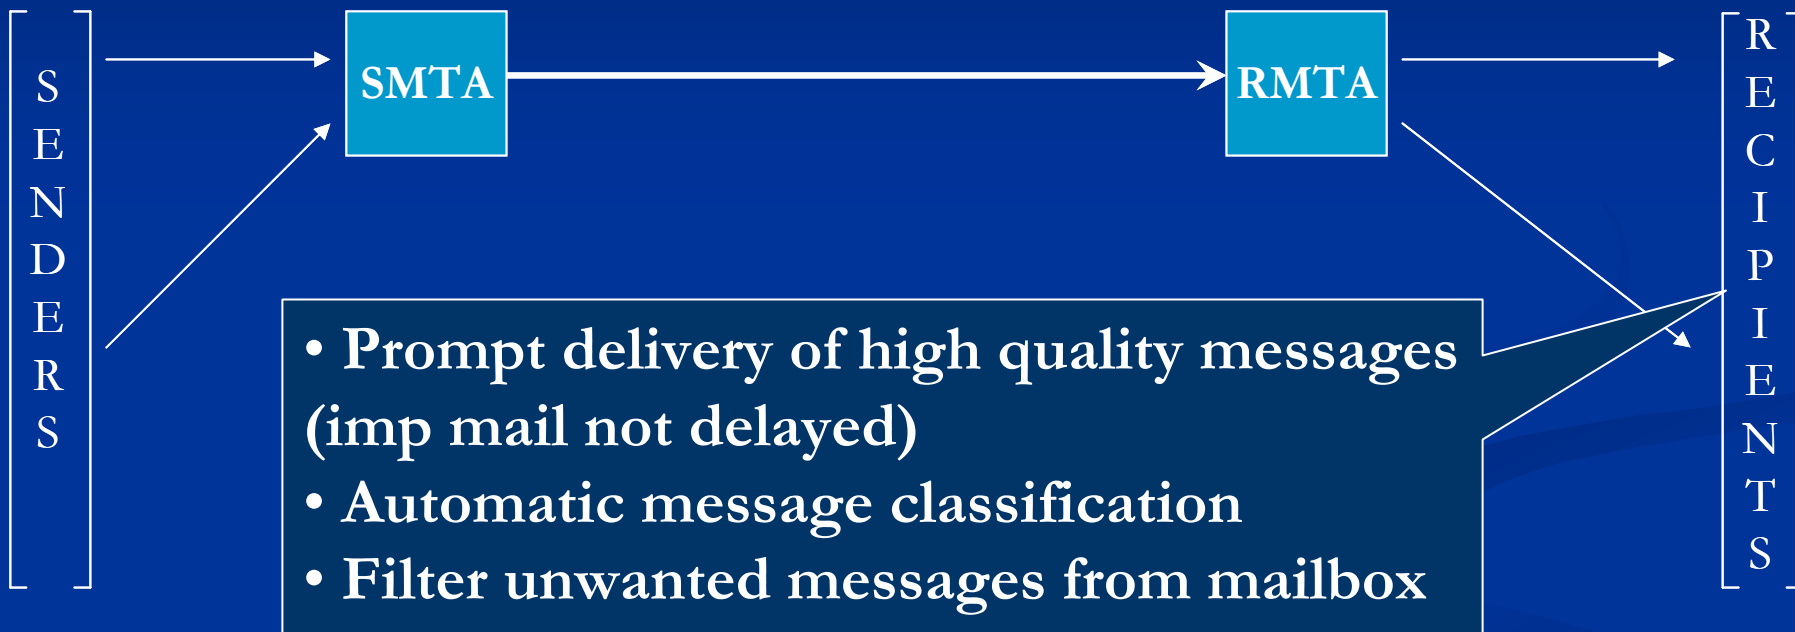 SENDERS
SMTA
RMTA
RECIPIENTS
• Prompt delivery of high quality messages
(imp mail not delayed)
• Automatic message classification
• Filter unwanted messages from mailbox